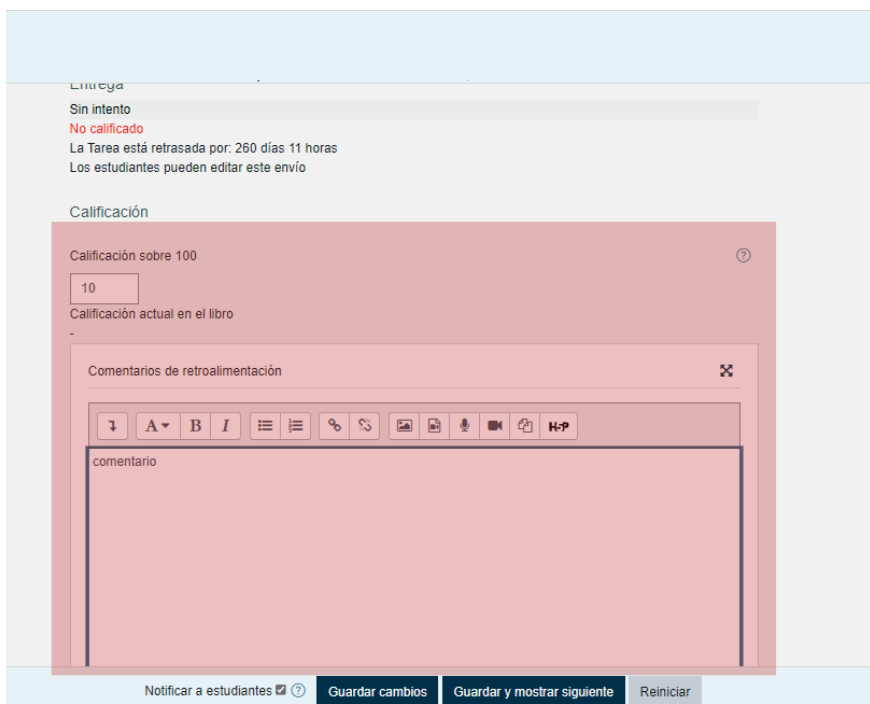 Entrega
Sin intento
No calificado
La Tarea está retrasada por: 260 días 11 horas
Los estudiantes pueden editar este envío
Calificación
Calificación sobre 100
10
Calificación actual en el libro
-
Comentarios de retroalimentación
A B I H5P
comentario
Notificar a estudiantes Guardar cambios Guardar y mostrar siguiente Reiniciar